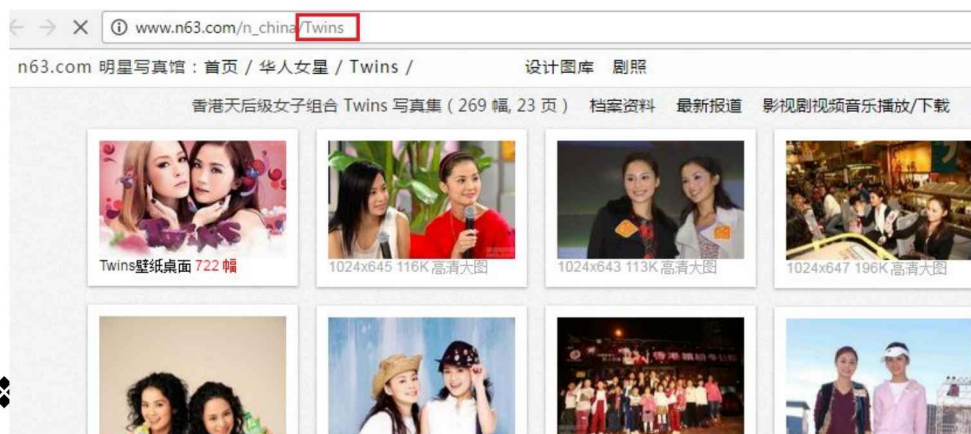 www.n63.com/n_china/Twins
n63.com 明星写真馆：首页 / 华人女星 / Twins / 设计图库 剧照
香港天后级女子组合 Twins 写真集 ( 269 幅, 23 页 ) 档案资料 最新报道 影视剧视频音乐播放/下载
TWINS
Twins壁纸桌面 722 幅
1024x645 116K 高清大图
1024x643 113K 高清大图
1024x647 196K 高清大图